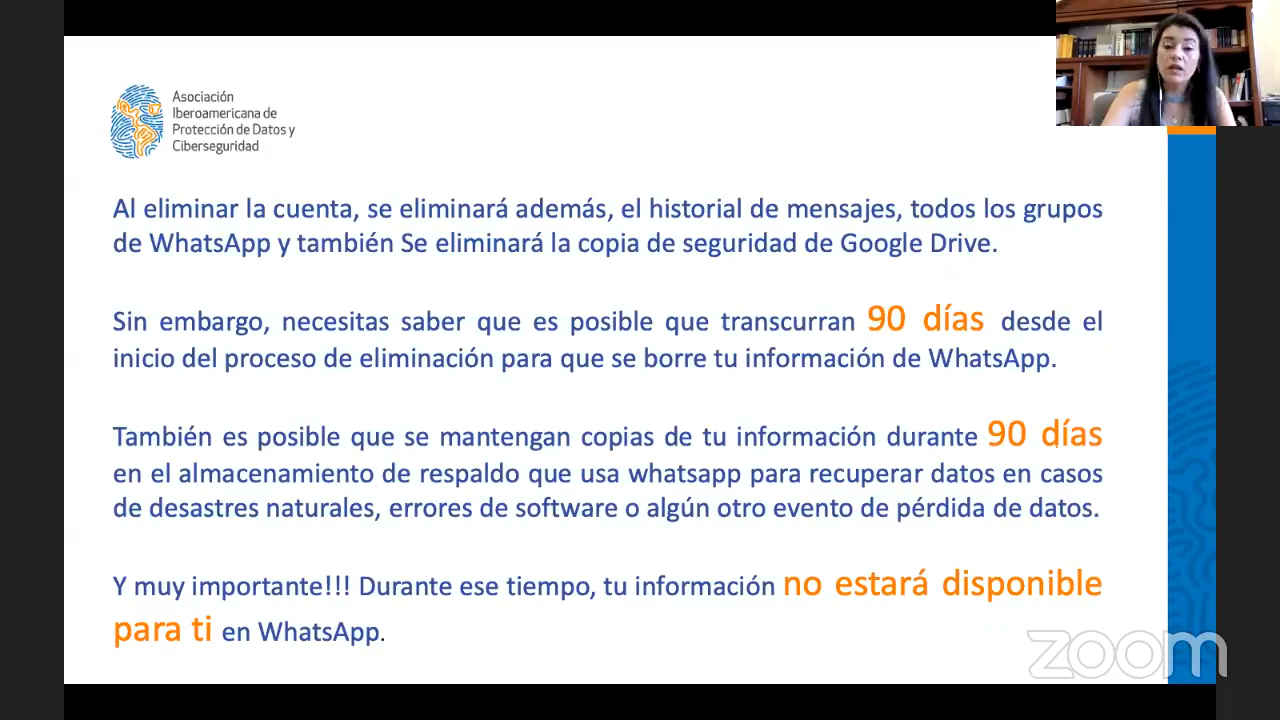 Asociación
Iberoamericana de
Protección de Datos y
Ciberseguridad
Al eliminar la cuenta, se eliminará además, el historial de mensajes, todos los grupos
de WhatsApp y también Se eliminará la copia de seguridad de Google Drive.
Sin embargo, necesitas saber que es posible que transcurran 90 días desde el
inicio del proceso de eliminación para que se borre tu información de WhatsApp.
También es posible que se mantengan copias de tu información durante 90 días
en el almacenamiento de respaldo que usa whatsapp para recuperar datos en casos
de desastres naturales, errores de software o algún otro evento de pérdida de datos.
Y muy importante!!! Durante ese tiempo, tu información no estará disponible
para ti en WhatsApp.
zoom